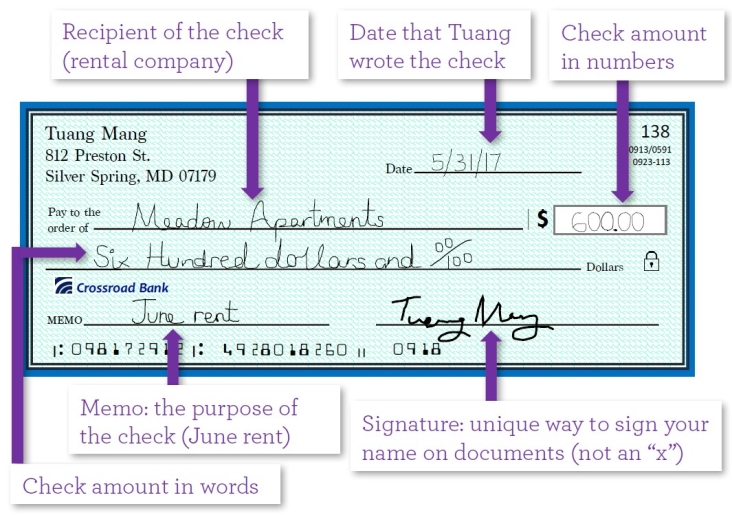 Recipient of the check
(rental company)
Date that Tuang
wrote the check
Check amount
in numbers
Tuang Mang
812 Preston St.
Silver Spring, MD 07179
138
0913/0591
0923-113
Date 5/31/17
Pay to the
order of Meadow Apartments $ 600.00
Six Hundred dollars and 00/100 Dollars
Crossroad Bank
MEMO June rent Tuang Mang
4928018260 0918
Memo: the purpose of
the check (June rent)
Signature: unique way to sign your
name on documents (not an “x”)
Check amount in words